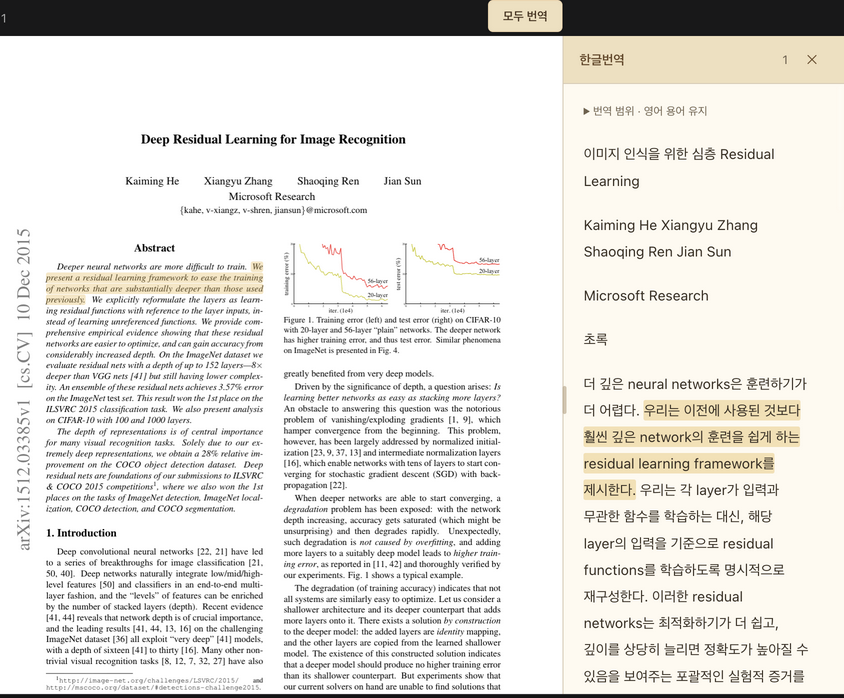 1
모두 번역
arXiv:1512.03385v1 [cs.CV] 10 Dec 2015
Deep Residual Learning for Image Recognition
Kaiming He Xiangyu Zhang Shaoqing Ren Jian Sun
Microsoft Research
{kahe, v-xiangz, v-shren, jiansun}@microsoft.com
Abstract
Deeper neural networks are more difficult to train. We
present a residual learning framework to ease the training
of networks that are substantially deeper than those used
previously. We explicitly reformulate the layers as learn-
ing residual functions with reference to the layer inputs, in-
stead of learning unreferenced functions. We provide com-
prehensive empirical evidence showing that these residual
networks are easier to optimize, and can gain accuracy from
considerably increased depth. On the ImageNet dataset we
evaluate residual nets with a depth of up to 152 layers—8×
deeper than VGG nets [41] but still having lower complex-
ity. An ensemble of these residual nets achieves 3.57% error
on the ImageNet test set. This result won the 1st place on the
ILSVRC 2015 classification task. We also present analysis
on CIFAR-10 with 100 and 1000 layers.
The depth of representations is of central importance
for many visual recognition tasks. Solely due to our ex-
tremely deep representations, we obtain a 28% relative im-
provement on the COCO object detection dataset. Deep
residual nets are foundations of our submissions to ILSVRC
& COCO 2015 competitions1, where we also won the 1st
places on the tasks of ImageNet detection, ImageNet local-
ization, COCO detection, and COCO segmentation.
1. Introduction
Deep convolutional neural networks [22, 21] have led
to a series of breakthroughs for image classification [21,
50, 40]. Deep networks naturally integrate low/mid/high-
level features [50] and classifiers in an end-to-end multi-
layer fashion, and the “levels” of features can be enriched
by the number of stacked layers (depth). Recent evidence
[41, 44] reveals that network depth is of crucial importance,
and the leading results [41, 44, 13, 16] on the challenging
ImageNet dataset [36] all exploit “very deep” [41] models,
with a depth of sixteen [41] to thirty [16]. Many other non-
trivial visual recognition tasks [8, 12, 7, 32, 27] have also
1http://image-net.org/challenges/LSVRC/2015/ and
http://mscoco.org/dataset/#detections-challenge2015.
training error (%)
iter. (1e4)
56-layer
20-layer
test error (%)
iter. (1e4)
56-layer
20-layer
Figure 1. Training error (left) and test error (right) on CIFAR-10
with 20-layer and 56-layer “plain” networks. The deeper network
has higher training error, and thus test error. Similar phenomena
on ImageNet is presented in Fig. 4.
greatly benefited from very deep models.
Driven by the significance of depth, a question arises: Is
learning better networks as easy as stacking more layers?
An obstacle to answering this question was the notorious
problem of vanishing/exploding gradients [1, 9], which
hamper convergence from the beginning. This problem,
however, has been largely addressed by normalized initial-
ization [23, 9, 37, 13] and intermediate normalization layers
[16], which enable networks with tens of layers to start con-
verging for stochastic gradient descent (SGD) with back-
propagation [22].
When deeper networks are able to start converging, a
degradation problem has been exposed: with the network
depth increasing, accuracy gets saturated (which might be
unsurprising) and then degrades rapidly. Unexpectedly,
such degradation is not caused by overfitting, and adding
more layers to a suitably deep model leads to higher train-
ing error, as reported in [11, 42] and thoroughly verified by
our experiments. Fig. 1 shows a typical example.
The degradation (of training accuracy) indicates that not
all systems are similarly easy to optimize. Let us consider a
shallower architecture and its deeper counterpart that adds
more layers onto it. There exists a solution by construction
to the deeper model: the added layers are identity mapping,
and the other layers are copied from the learned shallower
model. The existence of this constructed solution indicates
that a deeper model should produce no higher training error
than its shallower counterpart. But experiments show that
our current solvers on hand are unable to find solutions that
한글번역
1 ×
▶ 번역 범위 · 영어 용어 유지
이미지 인식을 위한 심층 Residual
Learning
Kaiming He Xiangyu Zhang
Shaoqing Ren Jian Sun
Microsoft Research
초록
더 깊은 neural networks은 훈련하기가
더 어렵다. 우리는 이전에 사용된 것보다
훨씬 깊은 network의 훈련을 쉽게 하는
residual learning framework를
제시한다. 우리는 각 layer가 입력과
무관한 함수를 학습하는 대신, 해당
layer의 입력을 기준으로 residual
functions를 학습하도록 명시적으로
재구성한다. 이러한 residual
networks는 최적화하기가 더 쉽고,
깊이를 상당히 늘리면 정확도가 높아질 수
있음을 보여주는 포괄적인 실험적 증거를